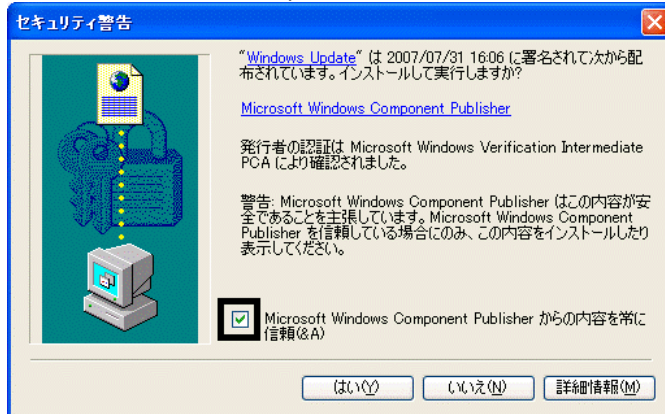 セキュリティ警告
"Windows Update" は 2007/07/31 16:06 に署名されて次から配
布されています。インストールして実行しますか?
Microsoft Windows Component Publisher
発行者の認証は Microsoft Windows Verification Intermediate
PCA により確認されました。
警告: Microsoft Windows Component Publisher はこの内容が安
全であることを主張しています。Microsoft Windows Component
Publisher を信頼している場合にのみ、この内容をインストールしたり
表示してください。
Microsoft Windows Component Publisher からの内容を常に
信頼(&A)
はい(Y) いいえ(N) 詳細情報(M)